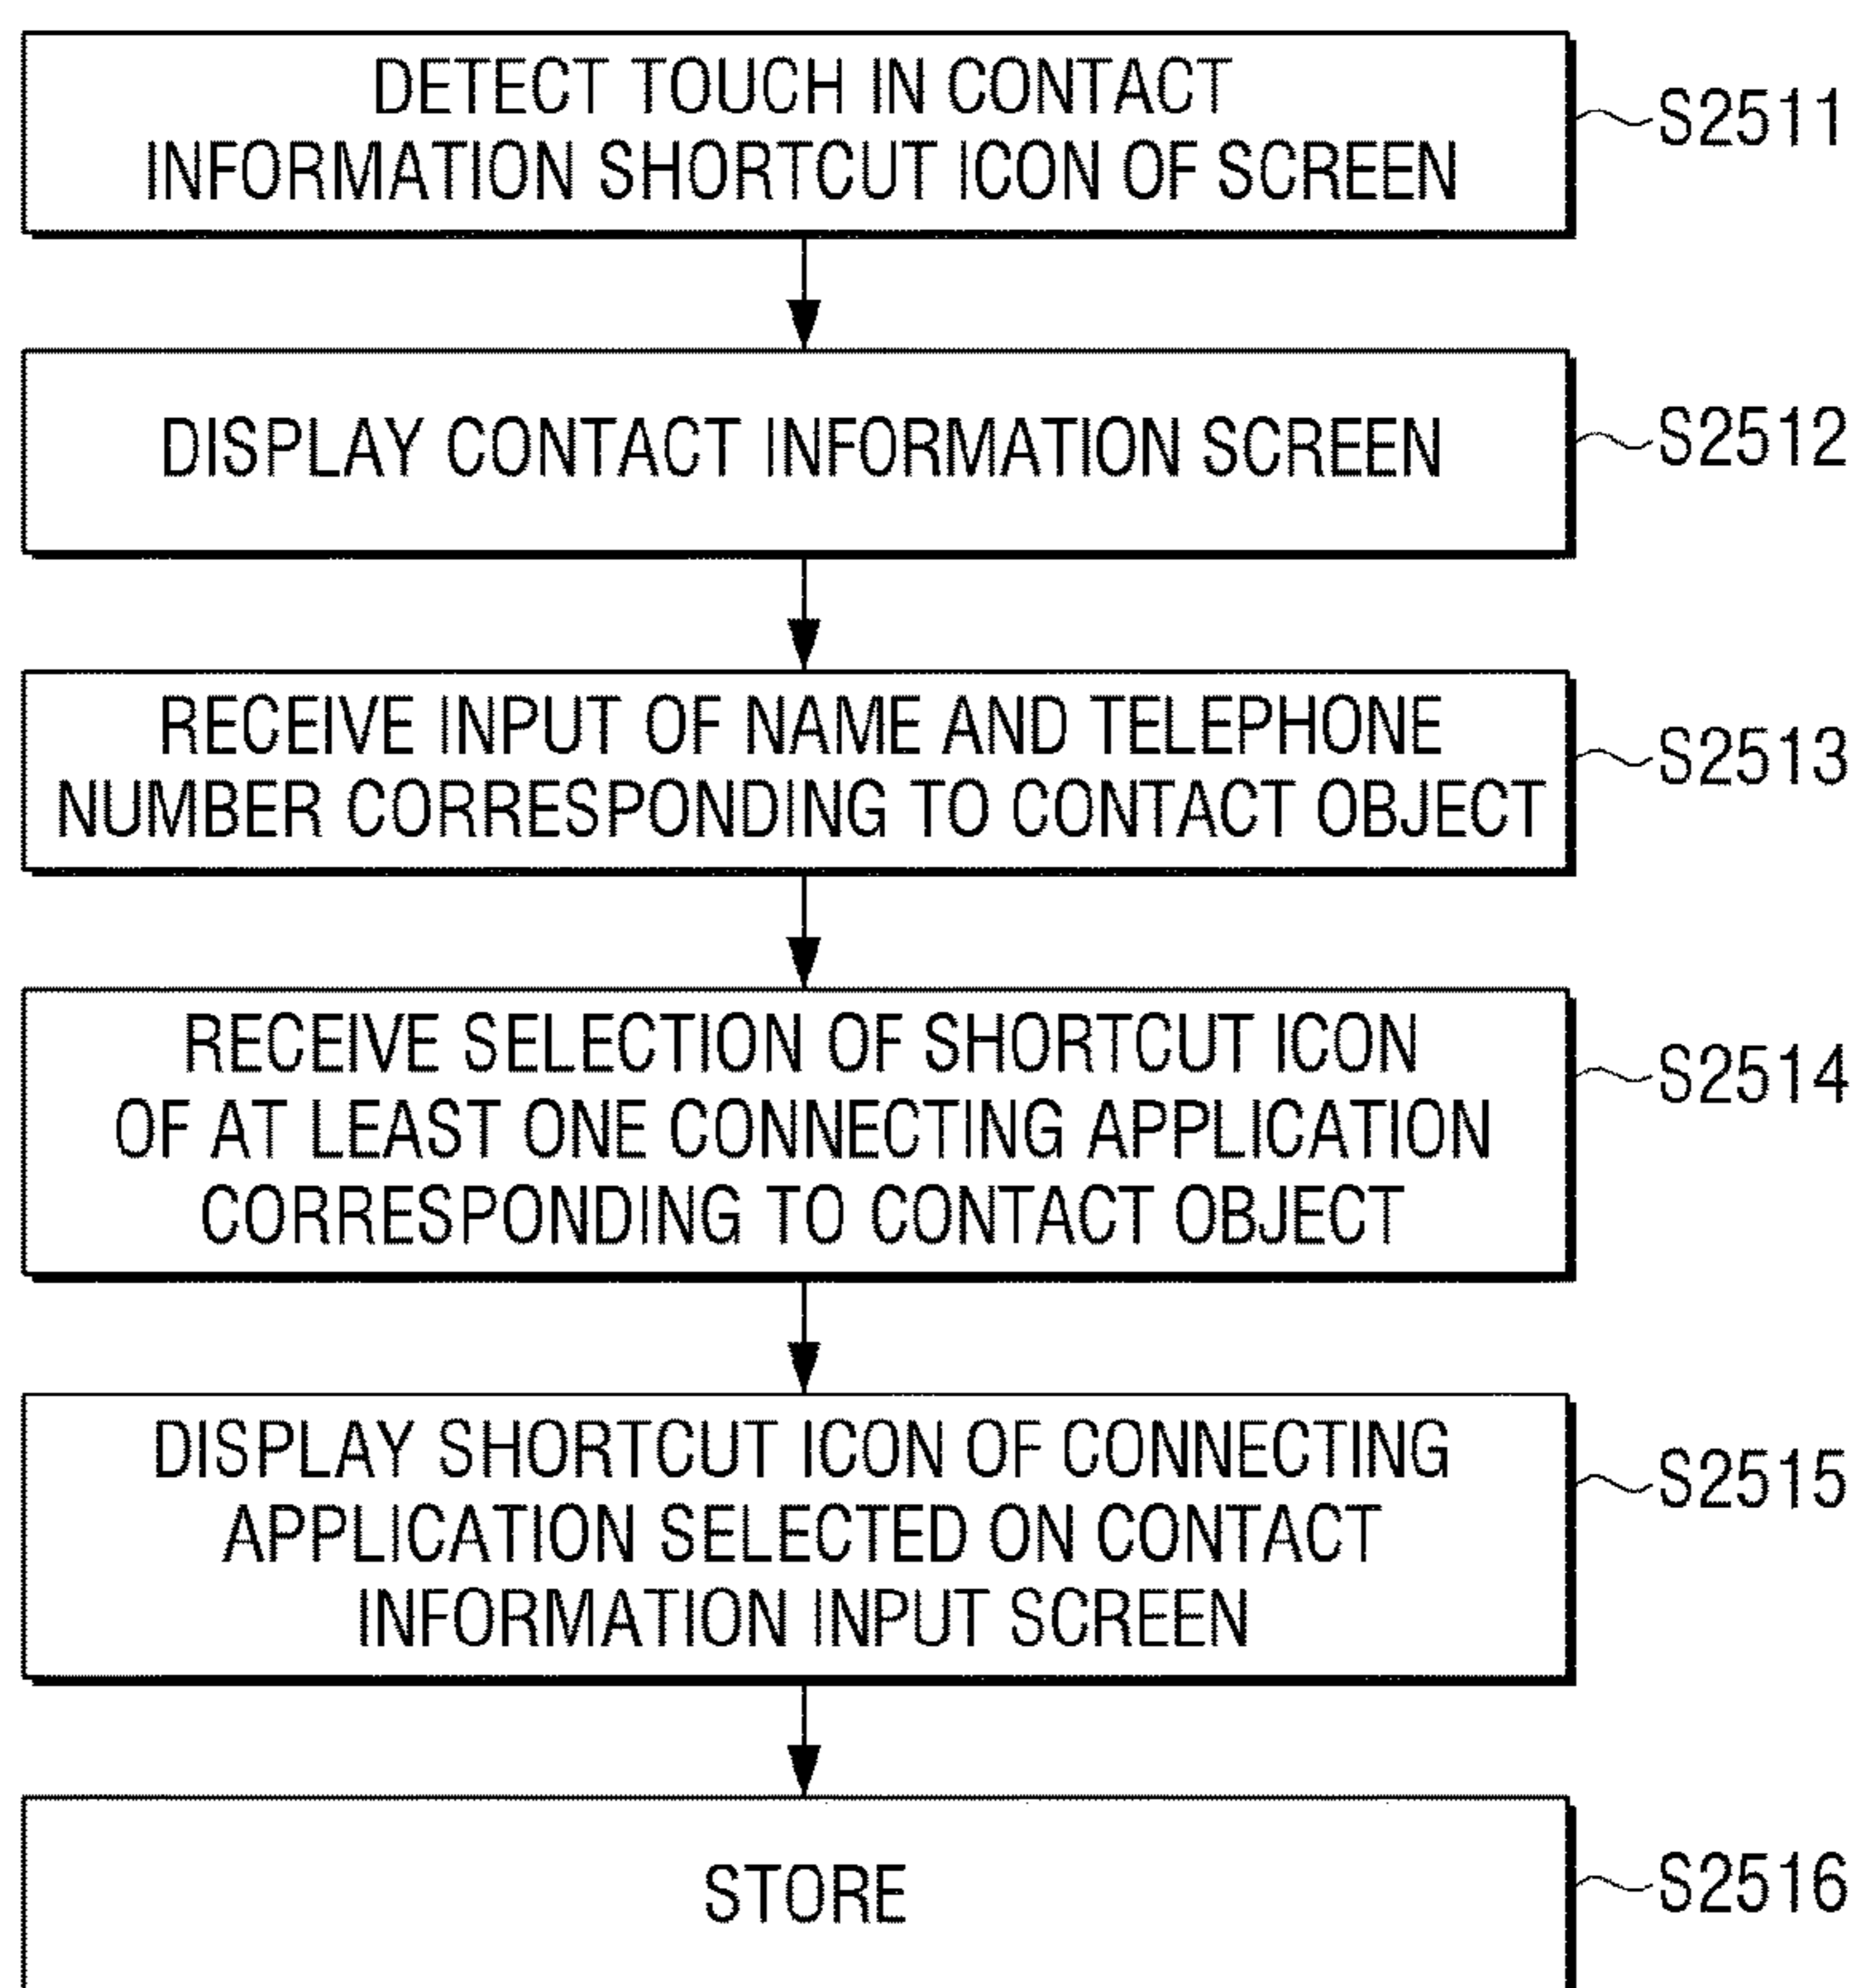 DETECT TOUCH IN CONTACT
INFORMATION SHORTCUT ICON OF SCREEN
S2511
DISPLAY CONTACT INFORMATION SCREEN
S2512
RECEIVE INPUT OF NAME AND TELEPHONE
NUMBER CORRESPONDING TO CONTACT OBJECT
S2513
RECEIVE SELECTION OF SHORTCUT ICON
OF AT LEAST ONE CONNECTING APPLICATION
CORRESPONDING TO CONTACT OBJECT
S2514
DISPLAY SHORTCUT ICON OF CONNECTING
APPLICATION SELECTED ON CONTACT
INFORMATION INPUT SCREEN
S2515
STORE
S2516